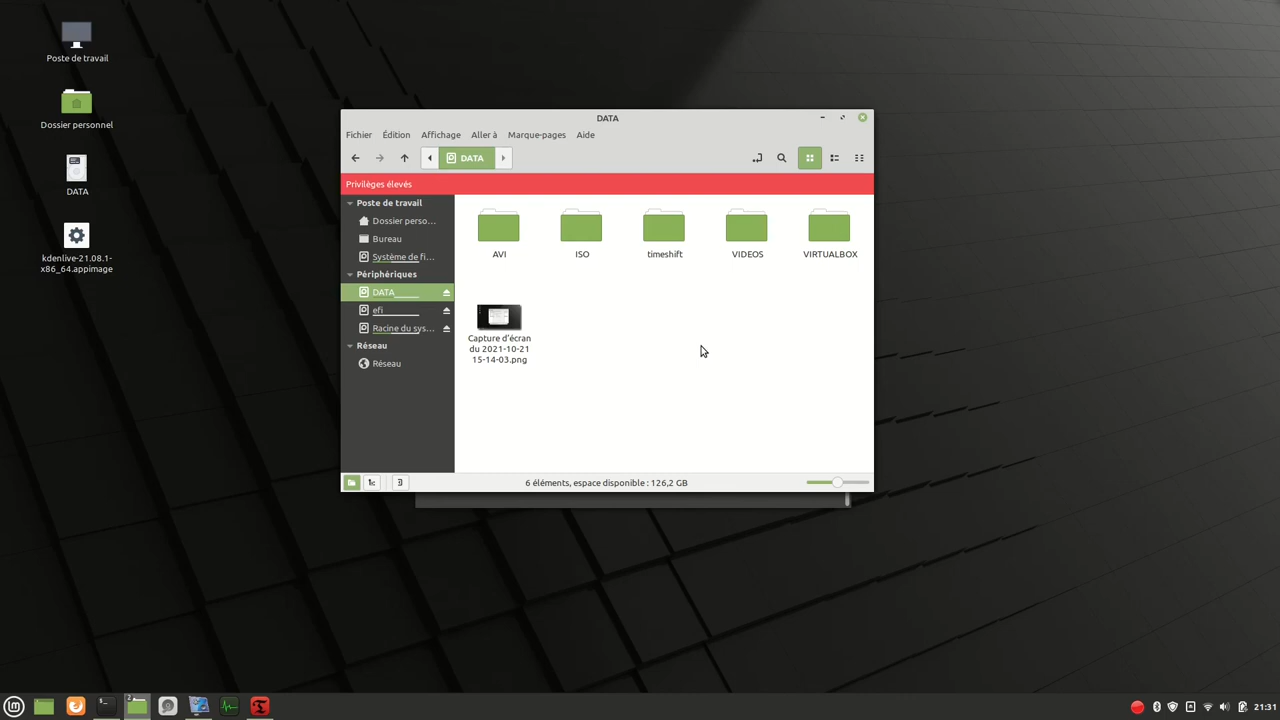 Poste de travail
Dossier personnel
DATA
kdenlive-21.08.1-
x86_64.appimage
DATA
Fichier Édition Affichage Aller à Marque-pages Aide
DATA
Privilèges élevés
Poste de travail
Dossier perso…
Bureau
Système de fi…
Périphériques
DATA
efi
Racine du sys…
Réseau
Réseau
AVI ISO timeshift VIDEOS VIRTUALBOX
Capture d'écran
du 2021-10-21
15-14-03.png
6 éléments, espace disponible : 126,2 GB
2
21:31